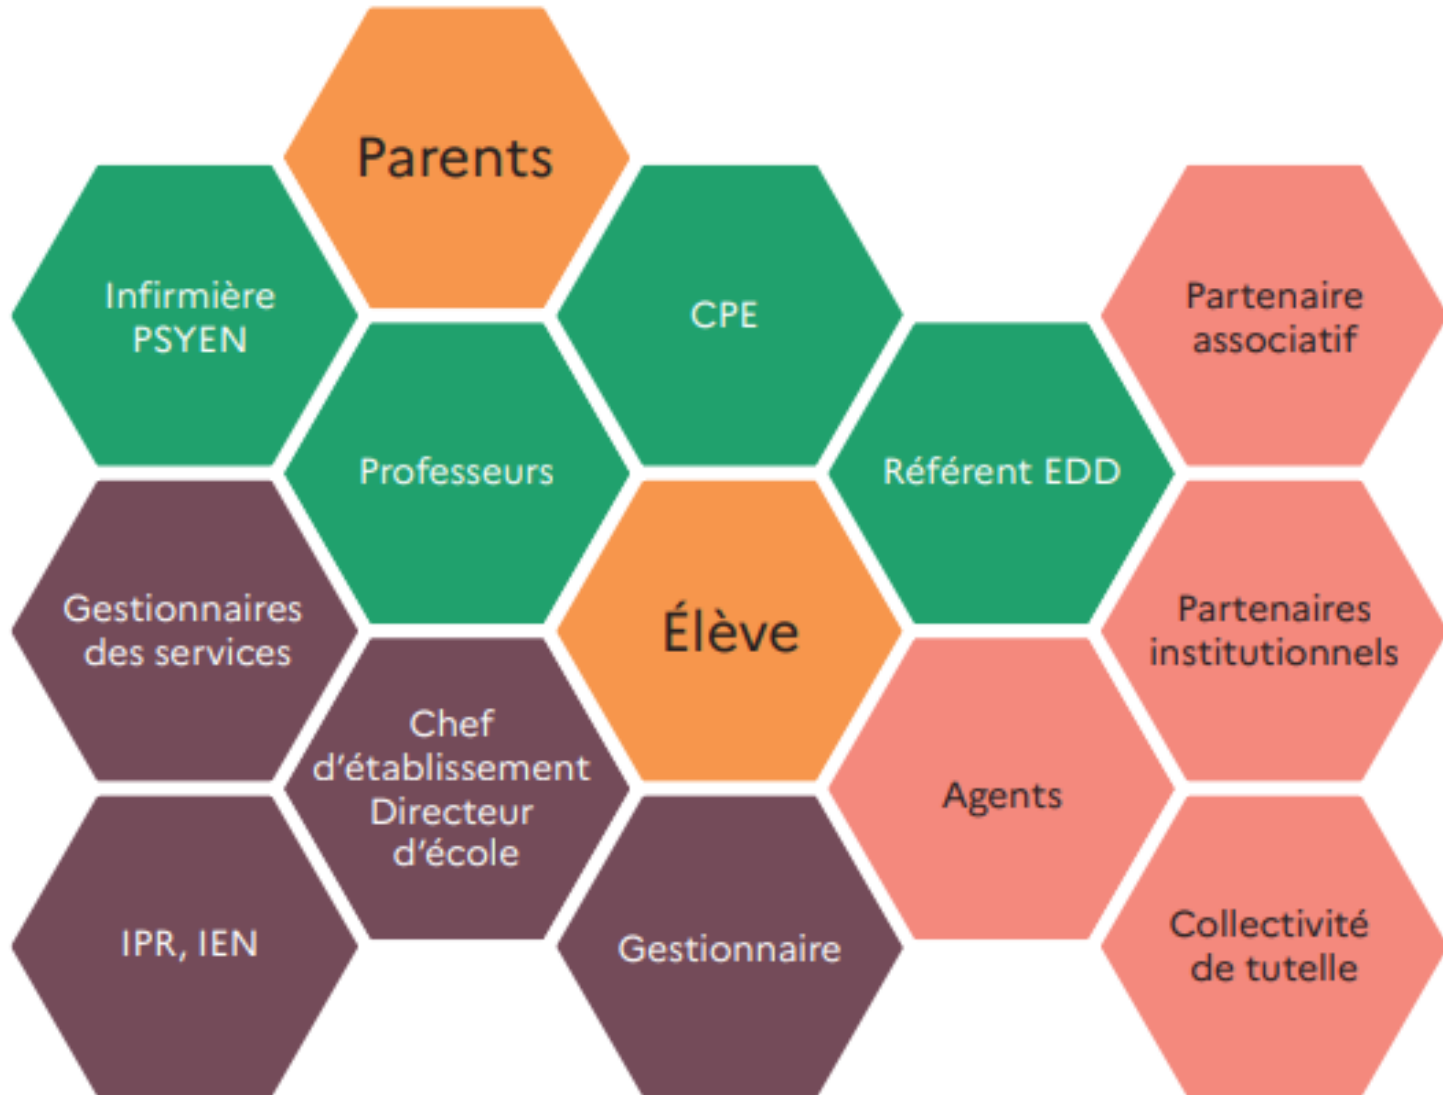 Parents
Infirmière
PSYEN
CPE
Partenaire
associatif
Professeurs
Référent EDD
Gestionnaires
des services
Élève
Partenaires
institutionnels
Chef
d'établissement
Directeur
d'école
Agents
IPR, IEN
Gestionnaire
Collectivité
de tutelle